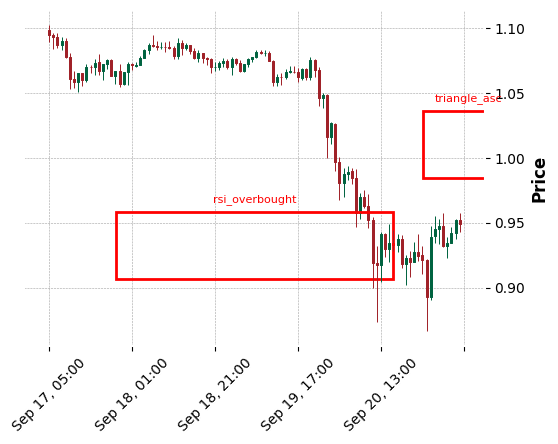 1.10
triangle_asc
1.05
1.00
Price
rsi_overbought
0.95
0.90
Sep 17, 05:00
Sep 18, 01:00
Sep 18, 21:00
Sep 19, 17:00
Sep 20, 13:00